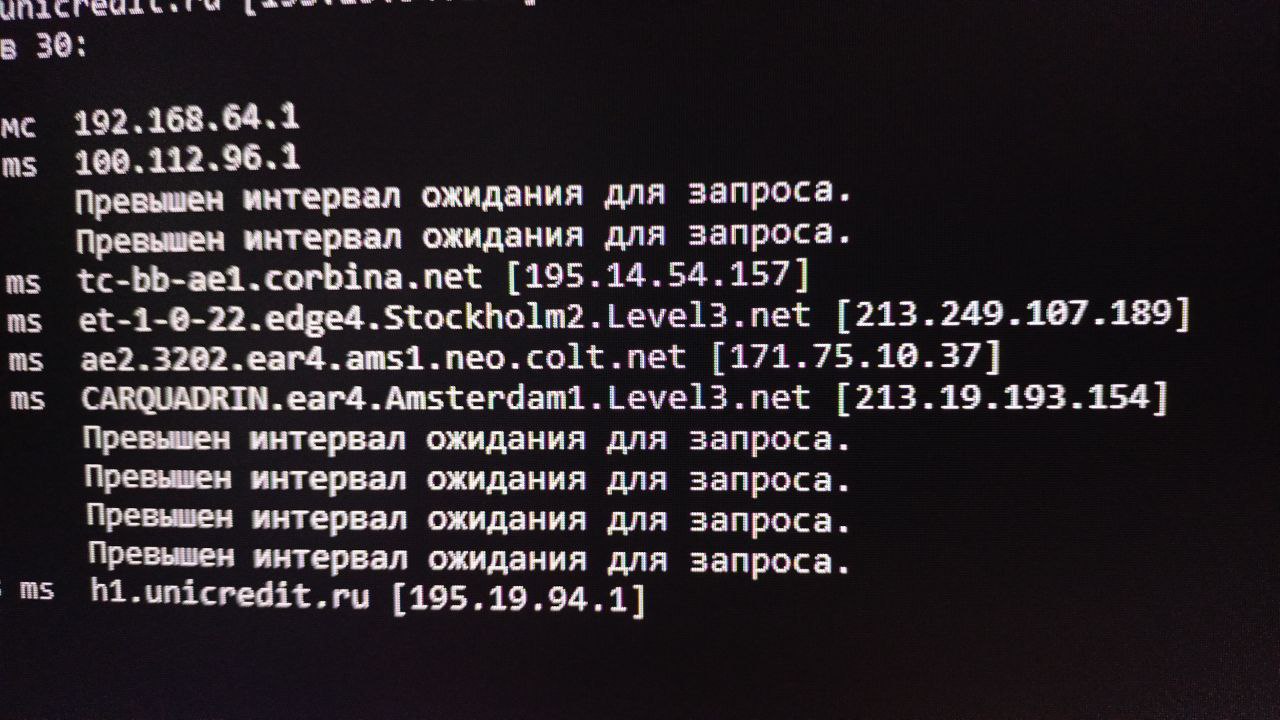 unicredit.ru
в 30:
мс 192.168.64.1
ms 100.112.96.1
Превышен интервал ожидания для запроса.
Превышен интервал ожидания для запроса.
ms tc-bb-ae1.corbina.net [195.14.54.157]
ms et-1-0-22.edge4.Stockholm2.Level3.net [213.249.107.189]
ms ae2.3202.ear4.ams1.neo.colt.net [171.75.10.37]
ms CARQUADRIN.ear4.Amsterdam1.Level3.net [213.19.193.154]
Превышен интервал ожидания для запроса.
Превышен интервал ожидания для запроса.
Превышен интервал ожидания для запроса.
Превышен интервал ожидания для запроса.
ms h1.unicredit.ru [195.19.94.1]